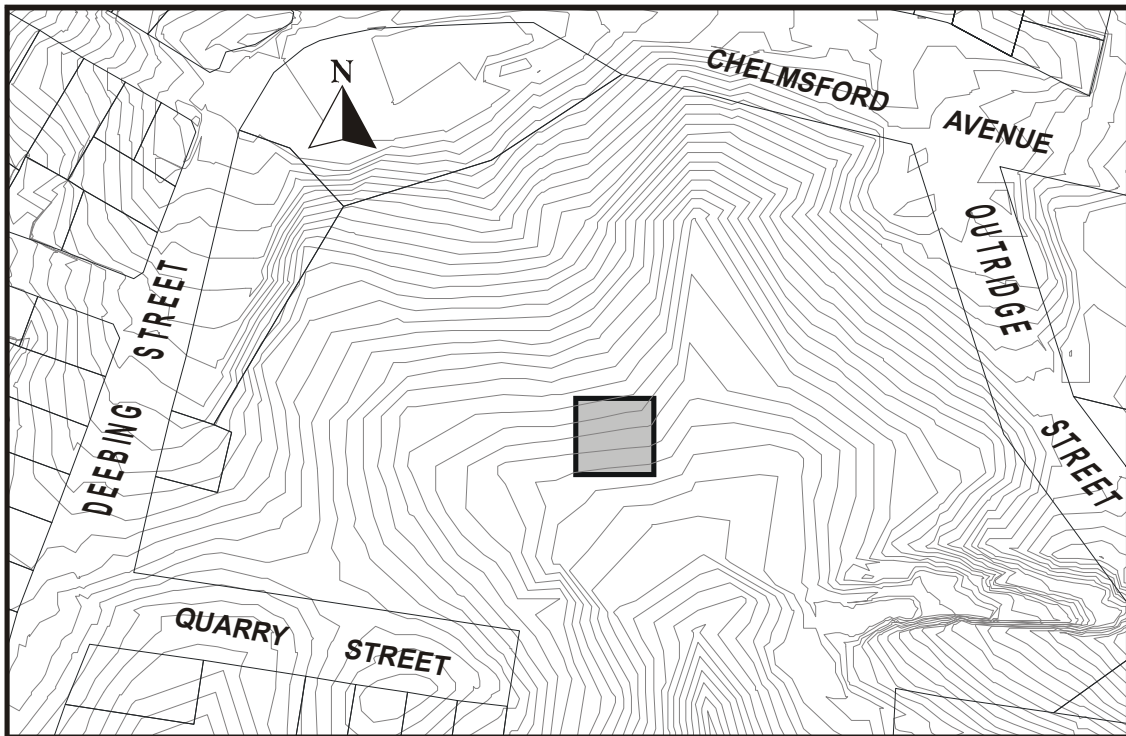 N
CHELMSFORD
AVENUE
OUTRIDGE
STREET
DEEBING STREET
QUARRY STREET